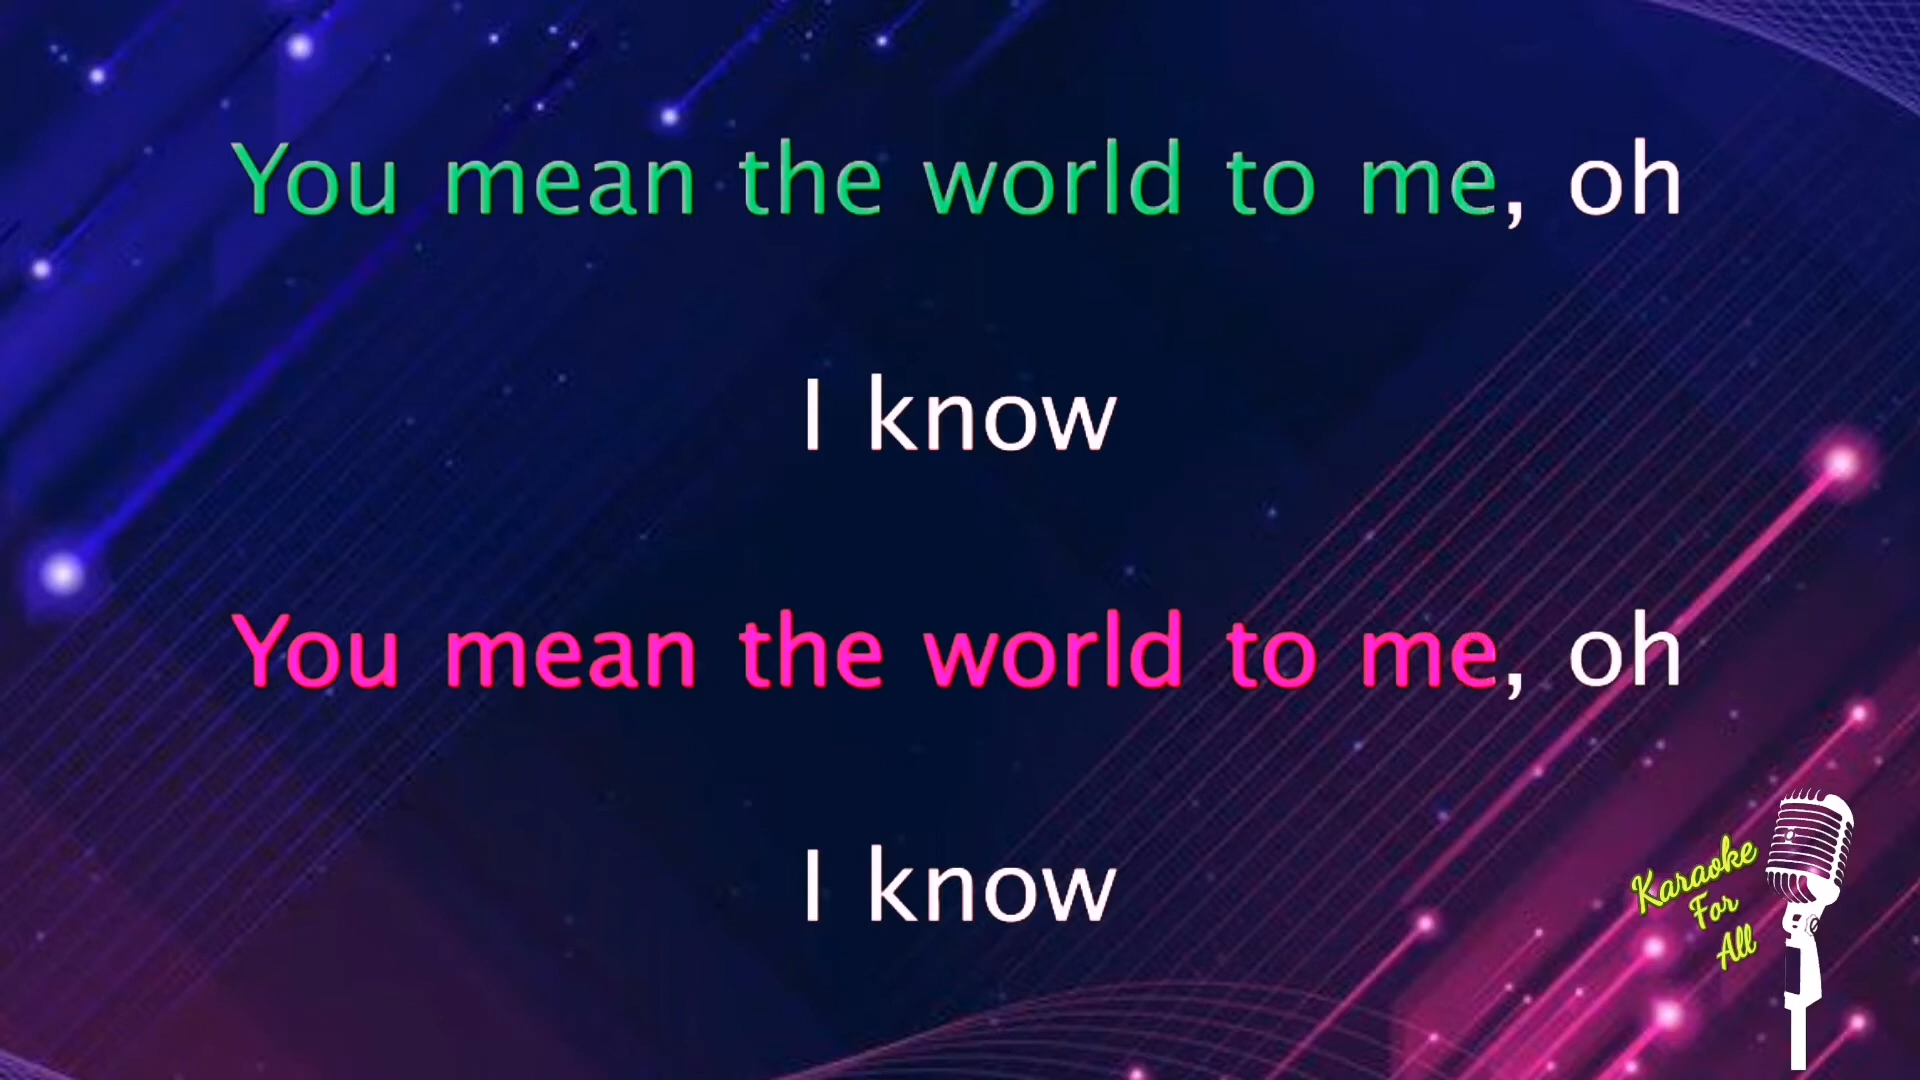 You mean the world to me, oh
I know
You mean the world to me, oh
I know
Karaoke
For
All